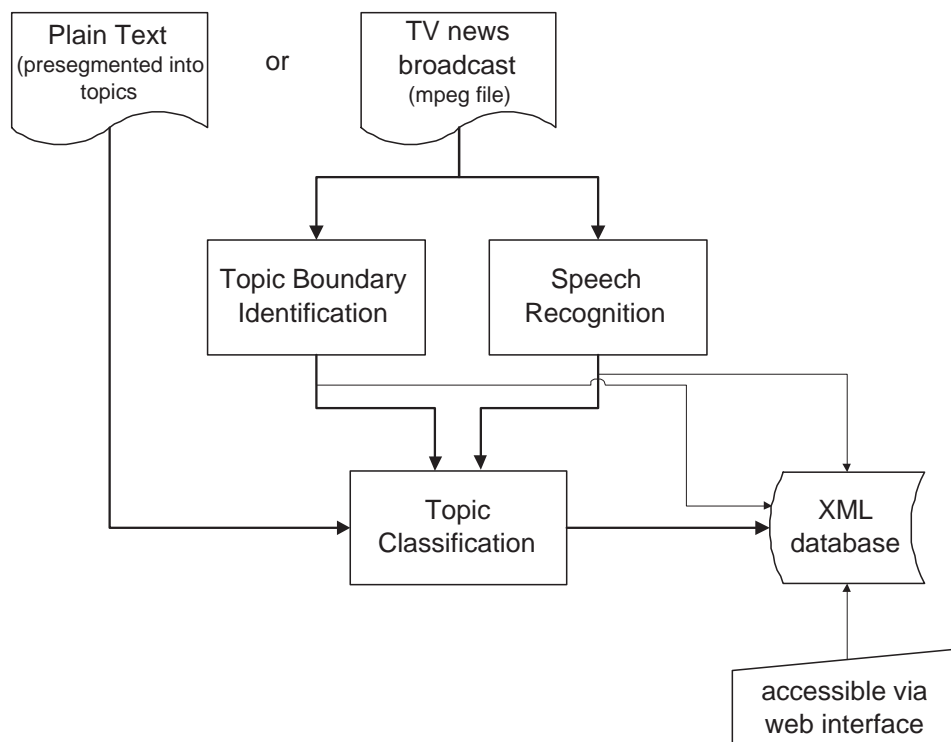 Plain Text
(presegmented into
topics
or
TV news
broadcast
(mpeg file)
Topic Boundary
Identification
Speech
Recognition
Topic
Classification
XML
database
accessible via
web interface